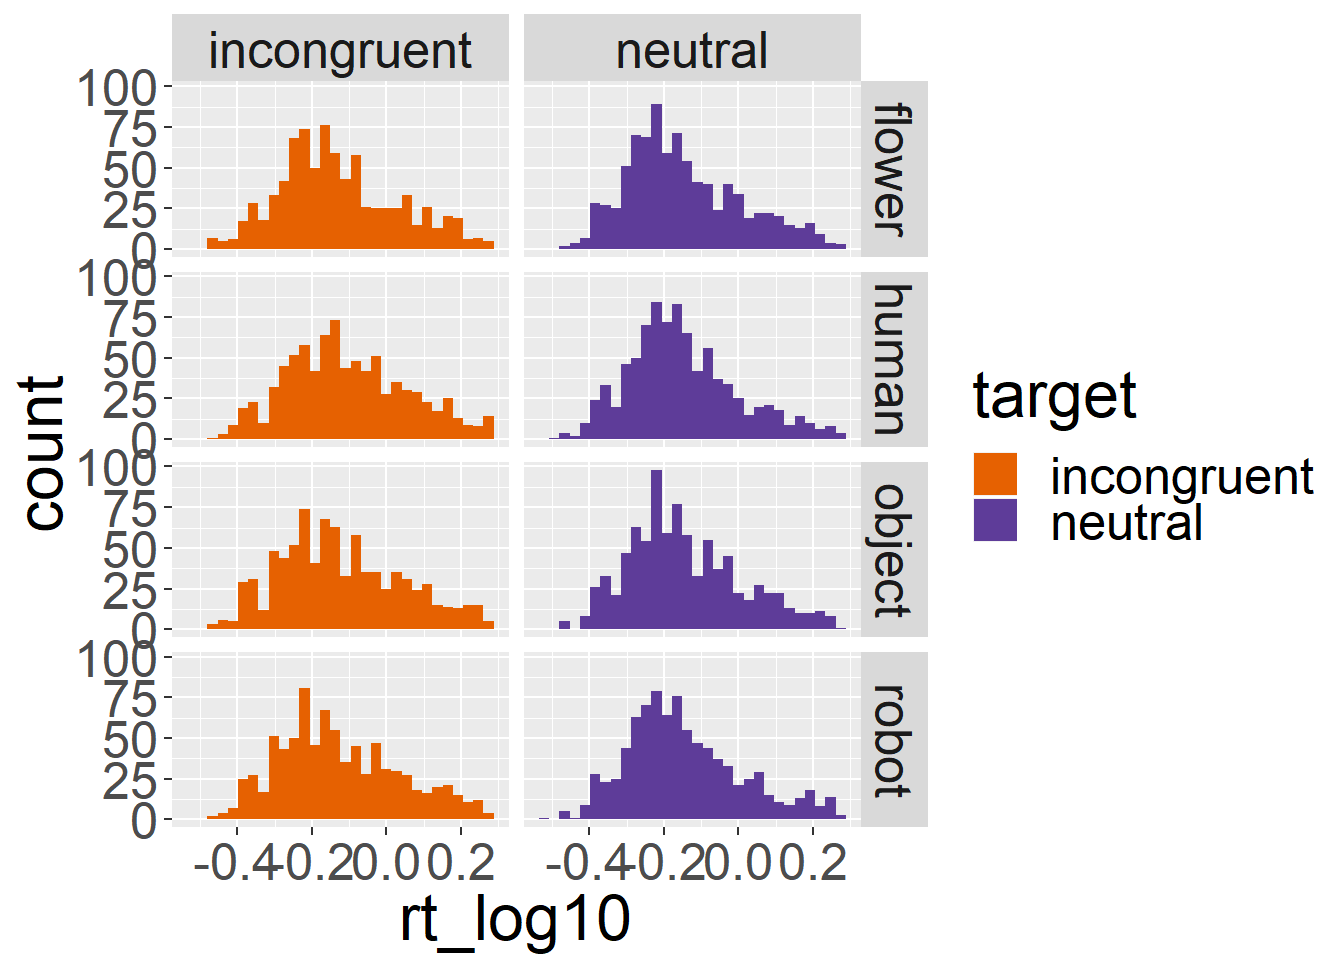 incongruent neutral
100
75
50
25
0
flower
100
75
50
25
0
human
100
75
50
25
0
object
100
75
50
25
0
robot
-0.4 -0.2 0.0 0.2 -0.4 -0.2 0.0 0.2
rt_log10
count
target
incongruent
neutral